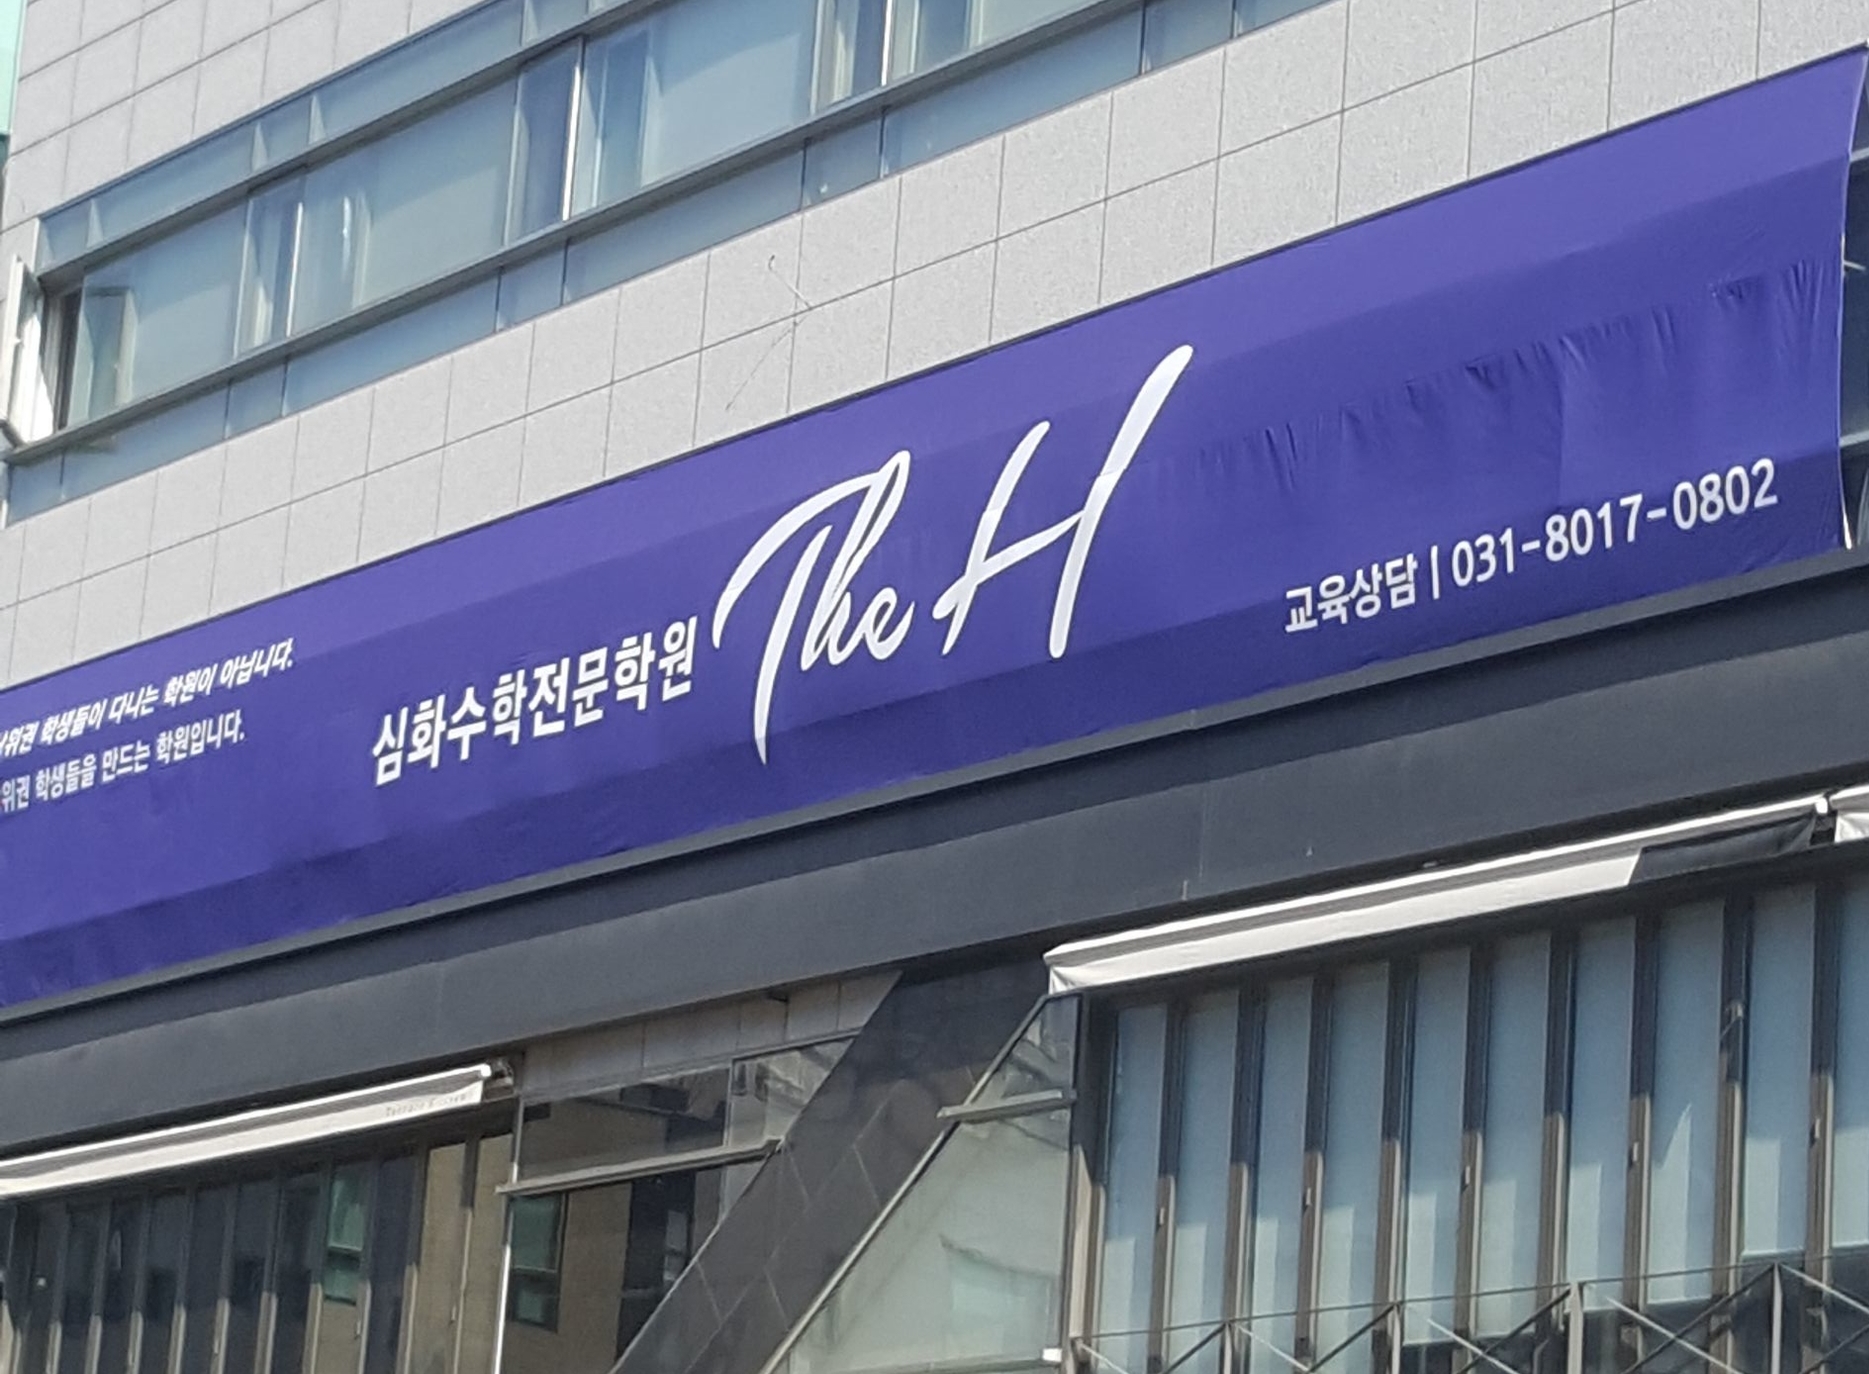 위권 학생들이 다니는 학원이 아닙니다.
위권 학생들을 만드는 학원입니다.
심화수학전문학원 The H
교육상담 | 031-8017-0802